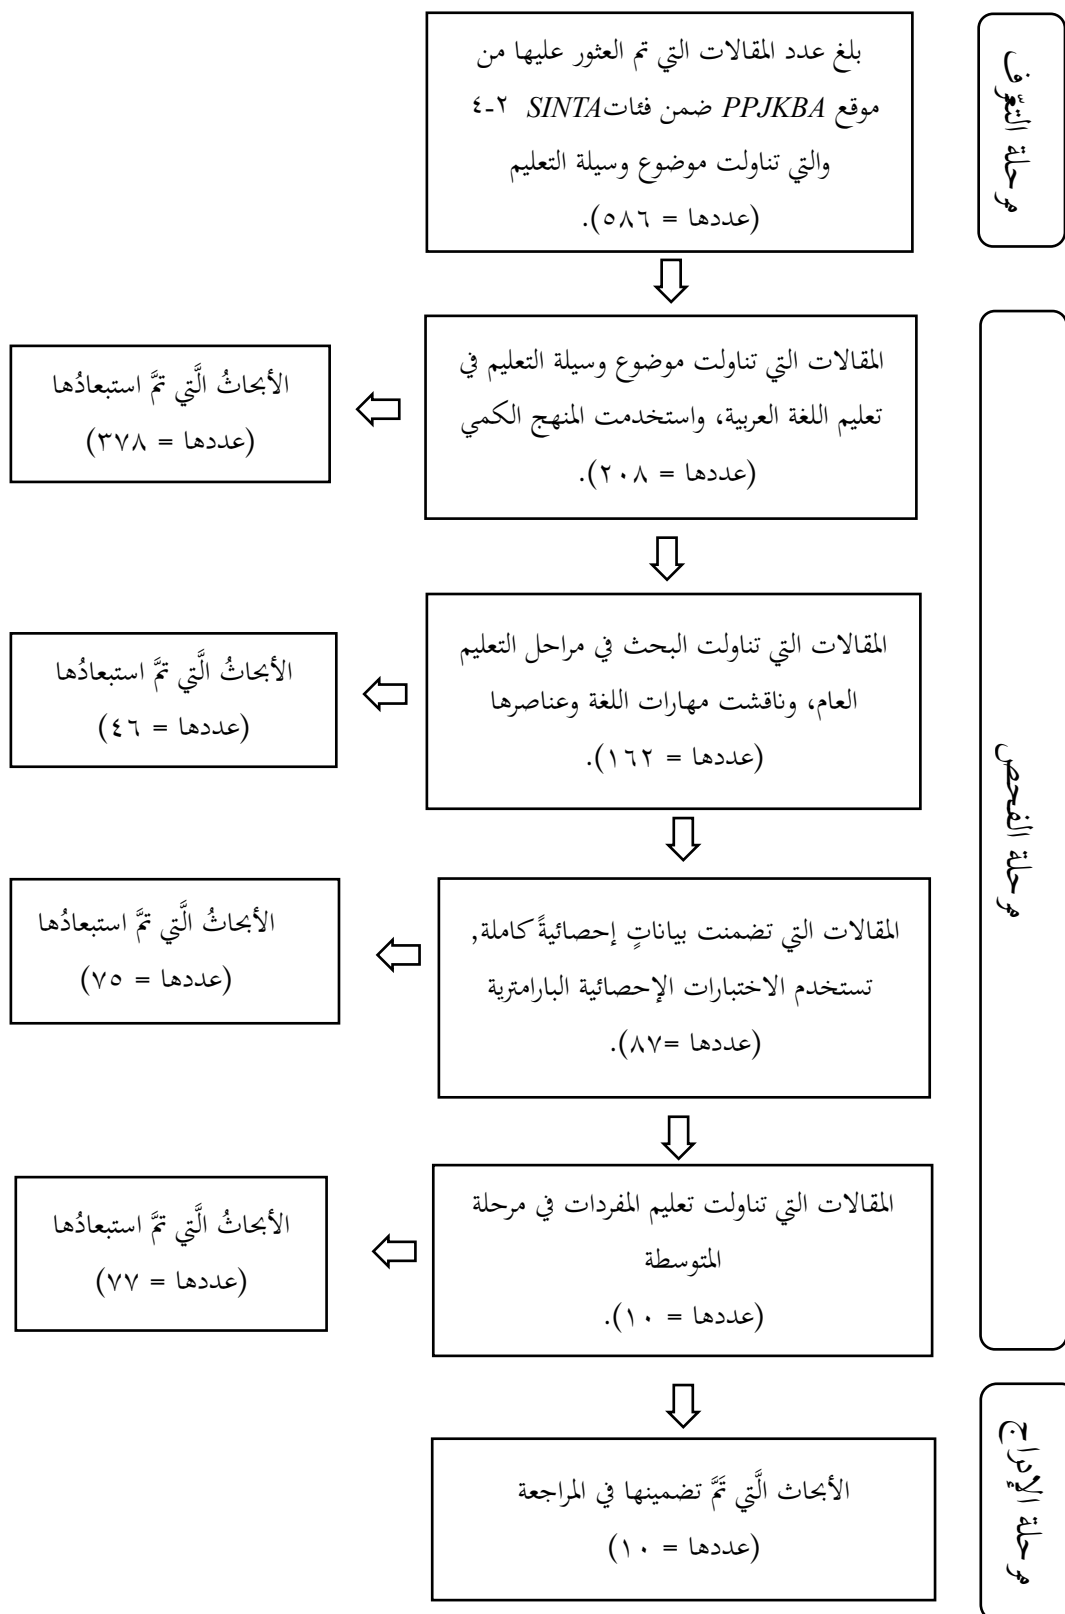 مرحلة التعّرف
بلغ عدد المقالات التي تم العثور عليها من
موقع PPJKBA ضمن فئات SINTA ٢-٤
والتي تناولت موضوع وسيلة التعليم
(عددها = ٥٨٦).
مرحلة الفحص
المقالات التي تناولت موضوع وسيلة التعليم في
تعليم اللغة العربية، واستخدمت المنهج الكمي
(عددها = ٢٠٨).
الأبحاثُ الَّتي تمَّ استبعادُها
(عددها = ٣٧٨)
المقالات التي تناولت البحث في مراحل التعليم
العام، وناقشت مهارات اللغة وعناصرها
(عددها = ١٦٢).
الأبحاثُ الَّتي تمَّ استبعادُها
(عددها = ٤٦)
المقالات التي تضمنت بياناتٍ إحصائيةً كاملة,
تستخدم الاختبارات الإحصائية البارامترية
(عددها =٨٧).
الأبحاثُ الَّتي تمَّ استبعادُها
(عددها = ٧٥)
المقالات التي تناولت تعليم المفردات في مرحلة
المتوسطة
(عددها = ١٠).
الأبحاثُ الَّتي تمَّ استبعادُها
(عددها = ٧٧)
مرحلة الإدراج
الأبحاث الَّتي تَمَّ تضمينها في المراجعة
(عددها = ١٠)